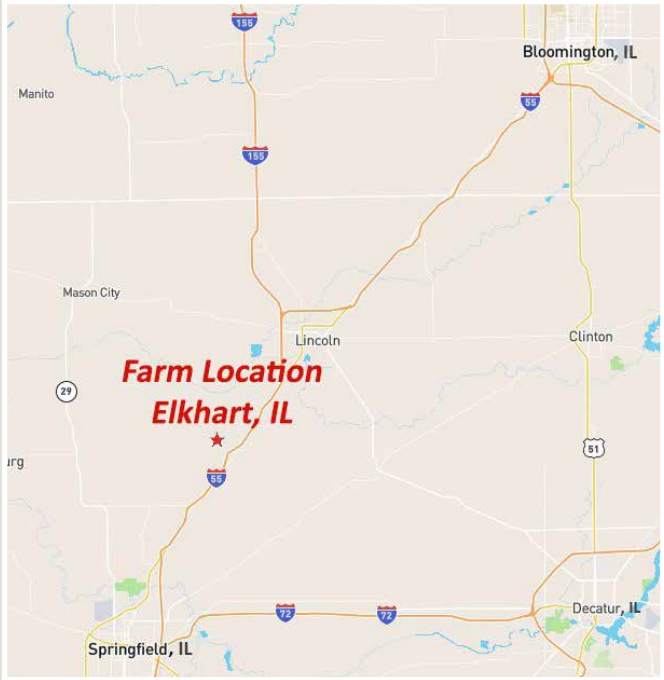 155
Bloomington, IL
Manito
55
155
Mason City
Lincoln
Clinton
Farm Location
Elkhart, IL
29
51
urg
55
72
72
Decatur, IL
Springfield, IL